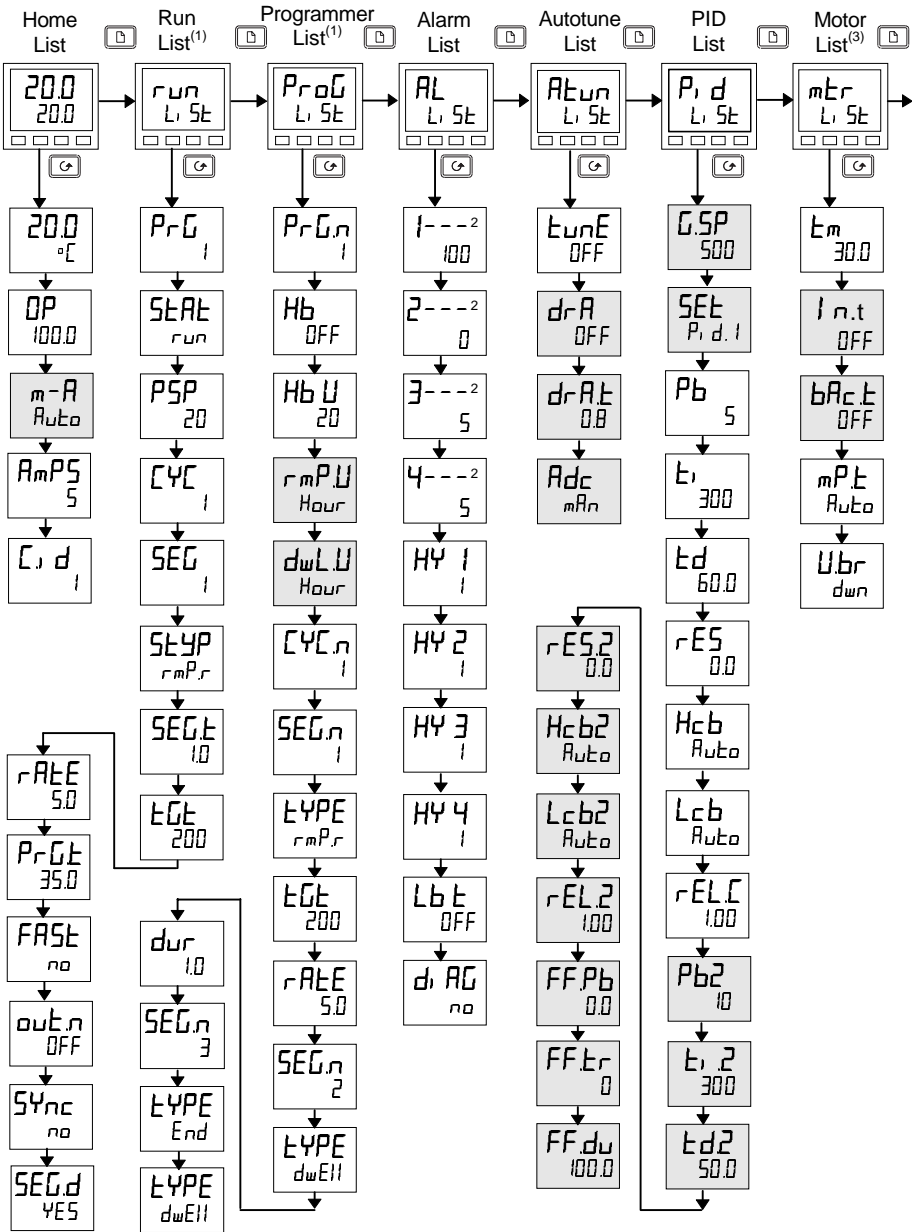 Home
List
Run
List(1)
Programmer
List(1)
Alarm
List
Autotune
List
PID
List
Motor
List(3)
20.0
20.0
run
LiSt
ProG
LiSt
AL
LiSt
Atun
LiSt
Pid
LiSt
mtr
LiSt
20.0
°C
OP
100.0
m-A
Auto
AmPS
5
C.id
1
PrG
1
StAt
run
PSP
20
CYC
1
SEG
1
StYP
rmP.r
SEG.t
1.0
tGt
200
rAtE
5.0
PrG.t
35.0
FASt
no
out.n
OFF
SYnc
no
SEG.d
YES
PrG.n
1
Hb
OFF
Hb U
20
rmP.U
Hour
dwL.U
Hour
CYC.n
1
SEG.n
1
tYPE
rmP.r
tGt
200
rAtE
5.0
SEG.n
2
tYPE
dwEll
dur
1.0
SEG.n
3
tYPE
End
tYPE
dwEll
1---2
100
2---2
0
3---2
5
4---2
5
HY 1
1
HY 2
1
HY 3
1
HY 4
1
Lb t
OFF
diAG
no
tunE
OFF
drA
OFF
drA.t
0.8
Adc
mAn
G.SP
500
SEt
Pid.1
Pb
5
ti
300
td
60.0
rES
0.0
Hcb
Auto
Lcb
Auto
rEL.C
1.00
Pb2
10
ti.2
300
td.2
50.0
rES.2
0.0
Hcb2
Auto
Lcb2
Auto
rEL.2
1.00
FF.Pb
0.0
FF.tr
0
FF.du
100.0
tm
30.0
In.t
OFF
bAc.t
OFF
mP.t
Auto
U.br
dwn